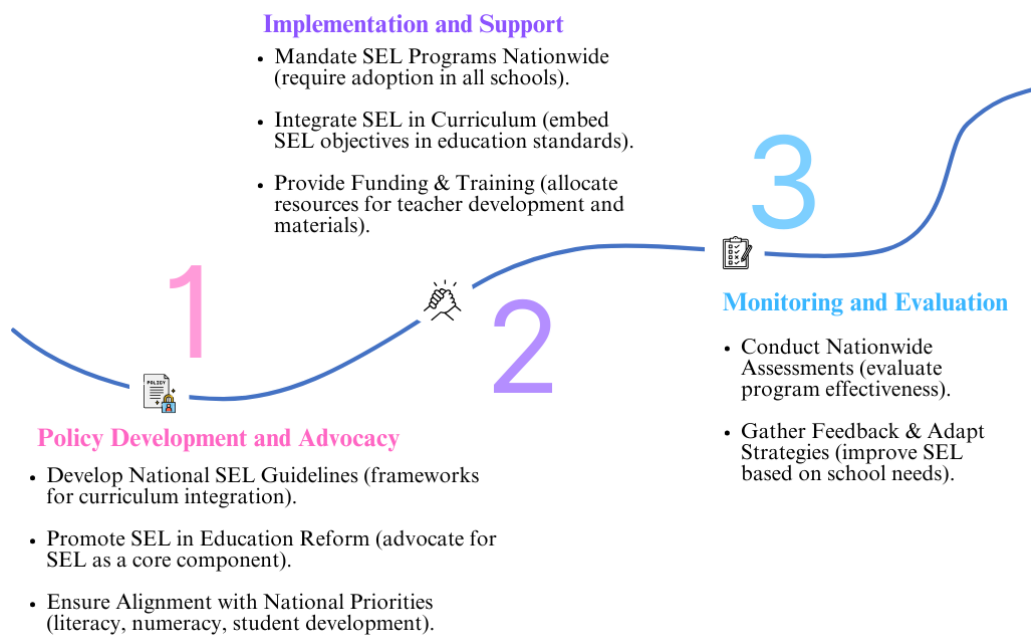 1
Policy Development and Advocacy
• Develop National SEL Guidelines (frameworks
for curriculum integration).
• Promote SEL in Education Reform (advocate for
SEL as a core component).
• Ensure Alignment with National Priorities
(literacy, numeracy, student development).
POLICY
2
Implementation and Support
• Mandate SEL Programs Nationwide
(require adoption in all schools).
• Integrate SEL in Curriculum (embed
SEL objectives in education standards).
• Provide Funding & Training (allocate
resources for teacher development and
materials).
3
Monitoring and Evaluation
• Conduct Nationwide
Assessments (evaluate
program effectiveness).
• Gather Feedback & Adapt
Strategies (improve SEL
based on school needs).